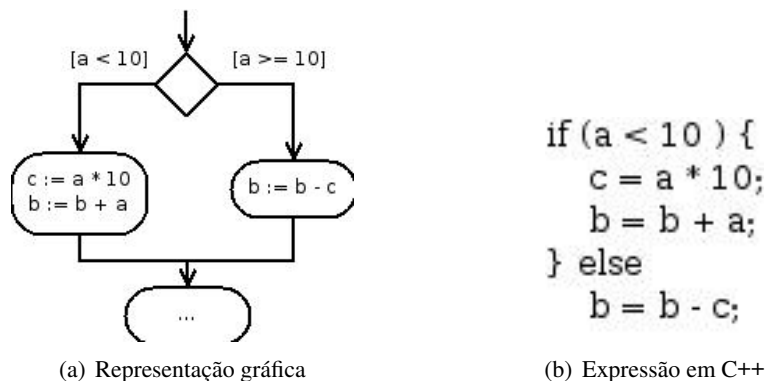 [a < 10]
[a >= 10]
c := a * 10
b := b + a
b := b - c
...
(a) Representação gráfica
if (a < 10 ) {
c = a * 10;
b = b + a;
} else
b = b - c;
(b) Expressão em C++